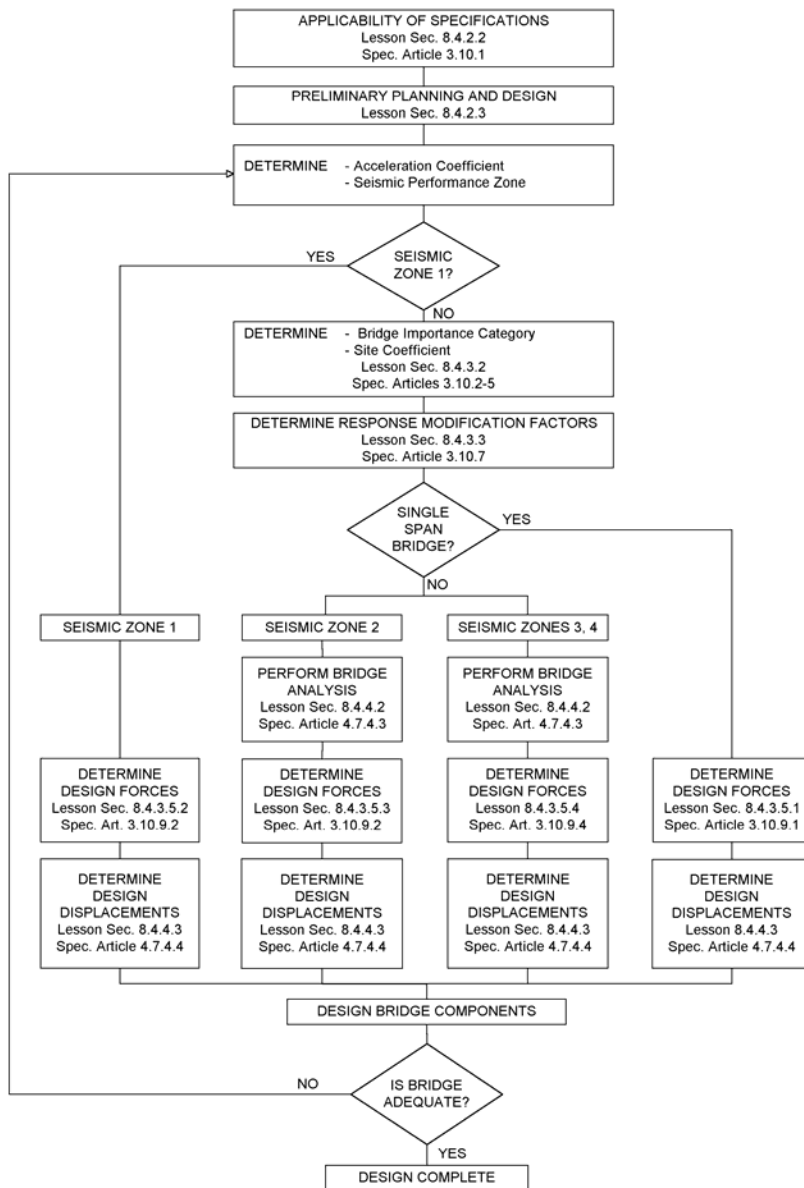 APPLICABILITY OF SPECIFICATIONS
Lesson Sec. 8.4.2.2
Spec. Article 3.10.1
PRELIMINARY PLANNING AND DESIGN
Lesson Sec. 8.4.2.3
DETERMINE - Acceleration Coefficient
- Seismic Performance Zone
YES
SEISMIC
ZONE 1?
NO
DETERMINE - Bridge Importance Category
- Site Coefficient
Lesson Sec. 8.4.3.2
Spec. Articles 3.10.2-5
DETERMINE RESPONSE MODIFICATION FACTORS
Lesson Sec. 8.4.3.3
Spec. Article 3.10.7
SINGLE
SPAN
BRIDGE?
YES
NO
SEISMIC ZONE 1
SEISMIC ZONE 2
SEISMIC ZONES 3, 4
PERFORM BRIDGE
ANALYSIS
Lesson Sec. 8.4.4.2
Spec. Article 4.7.4.3
PERFORM BRIDGE
ANALYSIS
Lesson Sec. 8.4.4.2
Spec. Art. 4.7.4.3
DETERMINE
DESIGN FORCES
Lesson Sec. 8.4.3.5.2
Spec. Art. 3.10.9.2
DETERMINE
DESIGN FORCES
Lesson Sec. 8.4.3.5.3
Spec. Art. 3.10.9.2
DETERMINE
DESIGN FORCES
Lesson 8.4.3.5.4
Spec. Art. 3.10.9.4
DETERMINE
DESIGN FORCES
Lesson Sec. 8.4.3.5.1
Spec. Article 3.10.9.1
DETERMINE
DESIGN
DISPLACEMENTS
Lesson Sec. 8.4.4.3
Spec. Article 4.7.4.4
DETERMINE
DESIGN
DISPLACEMENTS
Lesson Sec. 8.4.4.3
Spec. Article 4.7.4.4
DETERMINE
DESIGN
DISPLACEMENTS
Lesson Sec. 8.4.4.3
Spec. Article 4.7.4.4
DETERMINE
DESIGN
DISPLACEMENTS
Lesson 8.4.4.3
Spec. Article 4.7.4.4
DESIGN BRIDGE COMPONENTS
NO
IS BRIDGE
ADEQUATE?
YES
DESIGN COMPLETE